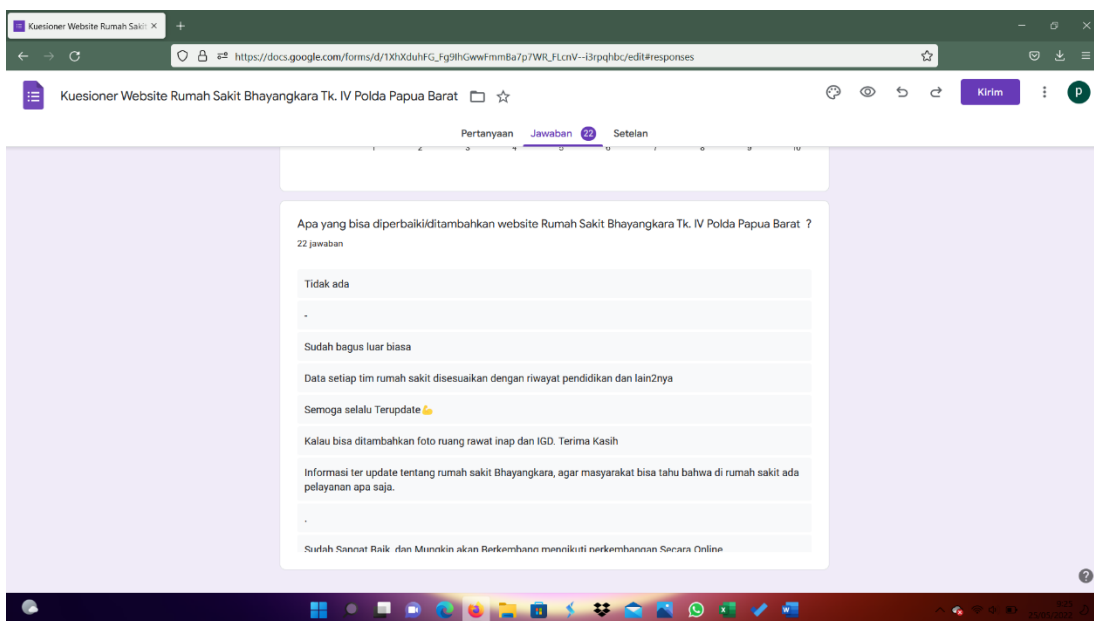 Kuesioner Website Rumah Sakit
https://docs.google.com/forms/d/1XhXduhFG_Fg9IhGwwFmmBa7p7WR_FLcnV--i3rpqhbc/edit#responses
Kuesioner Website Rumah Sakit Bhayangkara Tk. IV Polda Papua Barat
Kirim
p
Pertanyaan Jawaban 22 Setelan
1 2 3 4 5 6 7 8 9 10
Apa yang bisa diperbaiki/ditambahkan website Rumah Sakit Bhayangkara Tk. IV Polda Papua Barat ?
22 jawaban
Tidak ada
-
Sudah bagus luar biasa
Data setiap tim rumah sakit disesuaikan dengan riwayat pendidikan dan lain2nya
Semoga selalu Terupdate💪
Kalau bisa ditambahkan foto ruang rawat inap dan IGD. Terima Kasih
Informasi ter update tentang rumah sakit Bhayangkara, agar masyarakat bisa tahu bahwa di rumah sakit ada
pelayanan apa saja.
.
Sudah Sangat Baik, dan Mungkin akan Berkembang mengikuti perkembangan Secara Online